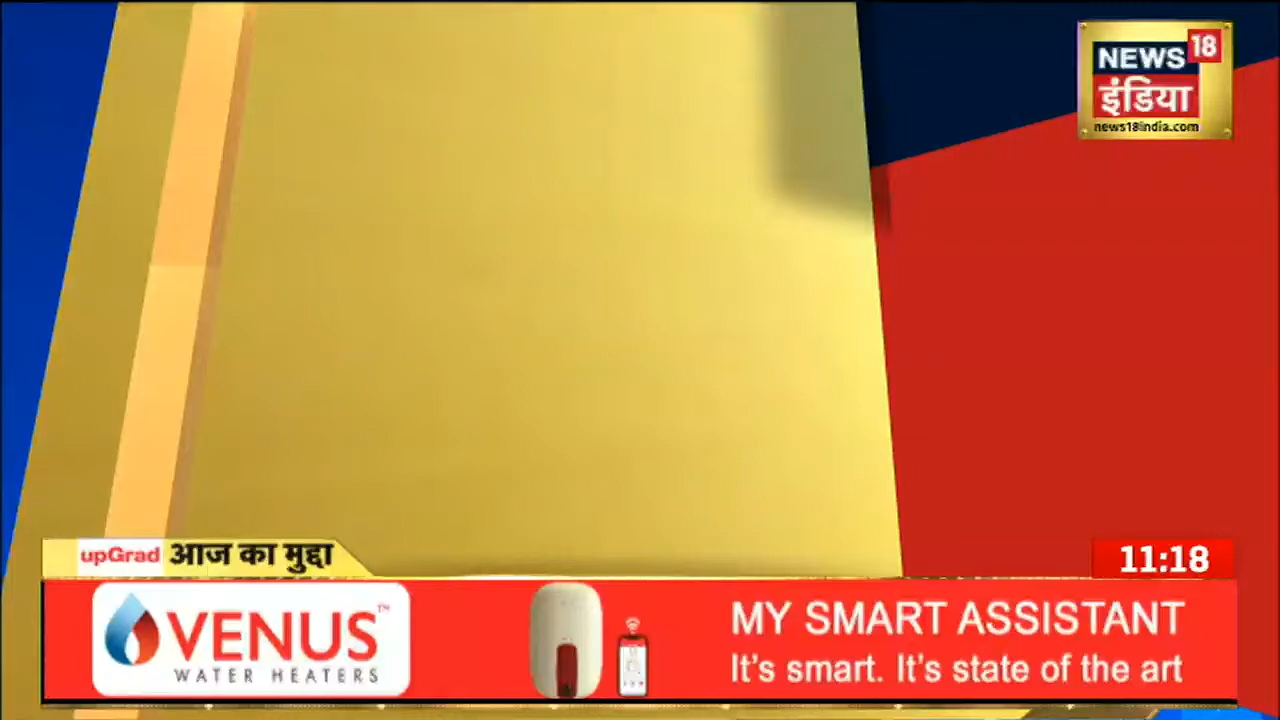 NEWS 18
इंडिया
news18india.com
upGrad आज का मुद्दा
11:18
VENUS™
WATER HEATERS
MY SMART ASSISTANT
It's smart. It's state of the art